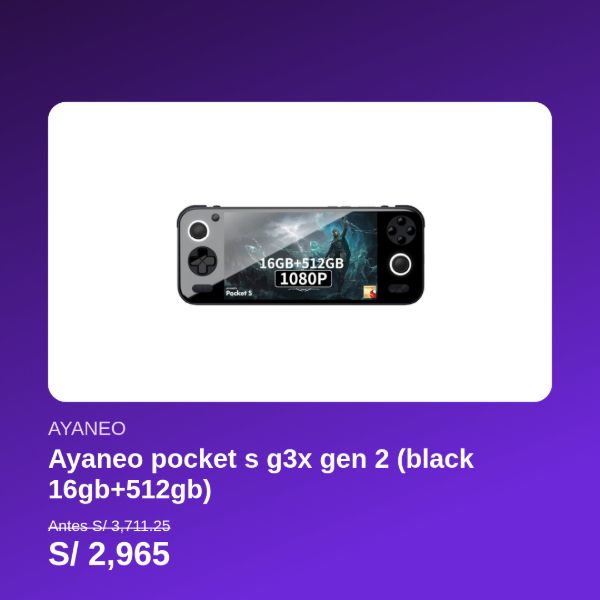 16GB+512GB
1080P
Pocket S
AYANEO
Ayaneo pocket s g3x gen 2 (black
16gb+512gb)
Antes S/ 3,711.25
S/ 2,965